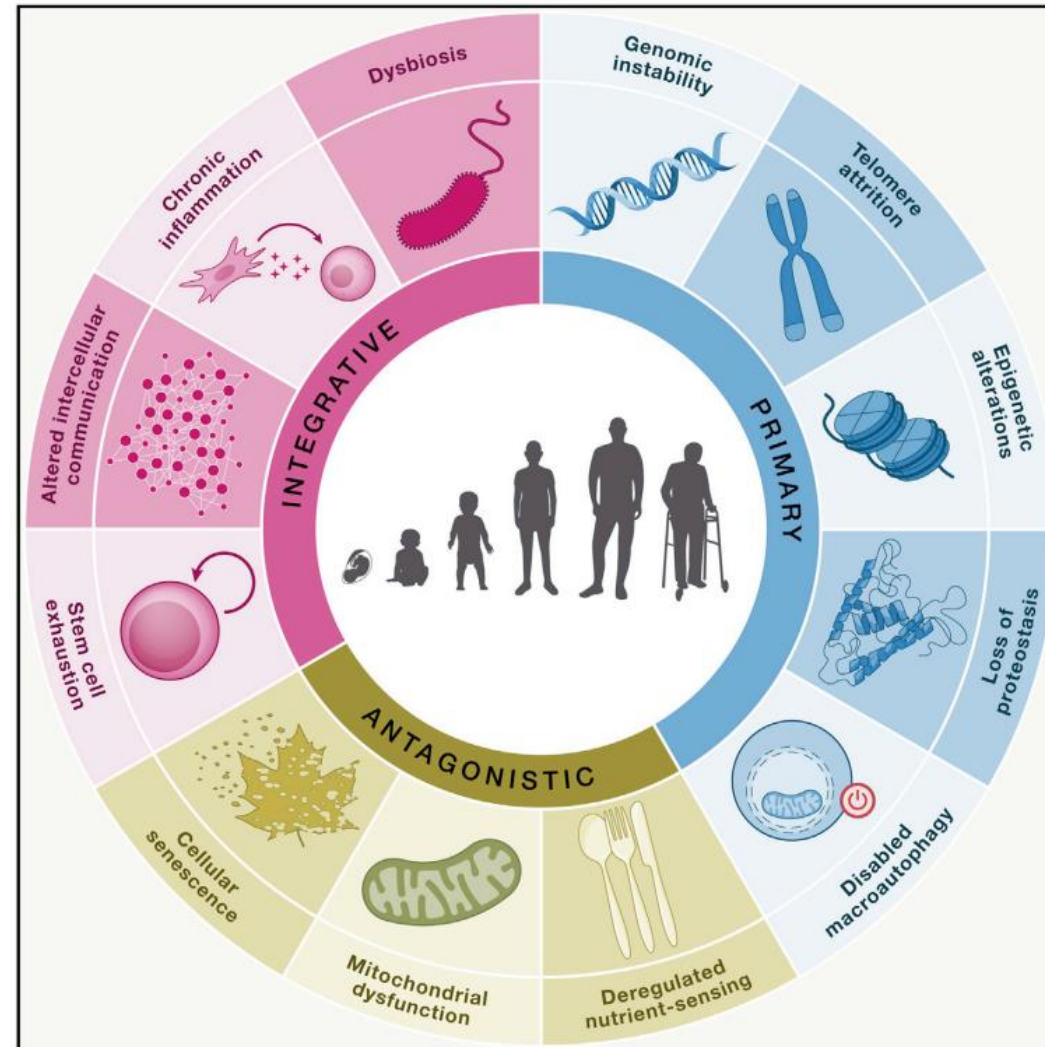 Dysbiosis
Genomic
instability
Telomere
attrition
Epigenetic
alterations
Loss of
proteostasis
Disabled
macroautophagy
Deregulated
nutrient-sensing
Mitochondrial
dysfunction
Cellular
senescence
Stem cell
exhaustion
Altered intercellular
communication
Chronic
inflammation
INTEGRATIVE
PRIMARY
ANTAGONISTIC